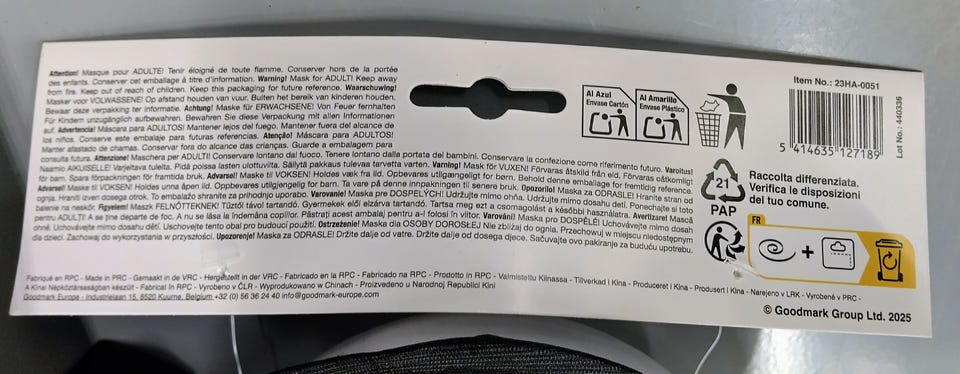 Attention! Masque pour ADULTE! Tenir éloigné de toute flamme. Conserver hors de la portée
des enfants. Conserver cet emballage à titre d'information. Warning! Mask for ADULT! Keep away
from fire. Keep out of reach of children. Keep this packaging for future reference. Waarschuwing!
Masker voor VOLWASSENE! Op afstand houden van vuur. Buiten het bereik van kinderen houden.
Bewaar deze verpakking ter informatie. Achtung! Maske für ERWACHSENE! Von Feuer fernhalten
Für Kindern unzugänglich aufbewahren. Bewahren Sie diese Verpackung mit allen Informationen
auf. Advertencia! Máscara para ADULTOS! Mantener lejos del fuego. Mantener fuera del alcance de
los niños. Conserve este embalaje para futuras referencias. Atenção! Máscara para ADULTOS!
Manter afastado de chamas. Conservar fora do alcance das crianças. Guarde a embalagem para
consulta futura. Attenzione! Maschera per ADULTI! Conservare lontano dal fuoco. Tenere lontano dalla portata dei bambini. Conservare la confezione come riferimento futuro. Varoitus!
Naamio AIKUISELLE! Varjeltava tulelta. Pidä poissa lasten ulottuvilta. Säilytä pakkaus tulevaa tarvetta varten. Varning! Mask för VUXEN! Förvaras åtskild från eld. Förvaras oåtkomligt
för barn. Spara förpackningen för framtida bruk. Advarsel! Maske til VOKSEN! Holdes væk fra ild. Opbevares utilgængeligt for børn. Behold denne emballage for fremtidig reference.
Advarsel! Maske til VOKSEN! Holdes unna åpen ild. Oppbevares utilgjengelig for barn. Ta vare på denne innpakningen til senere bruk. Opozorilo! Maska za ODRASLE! Hranite stran od
ognja. Hraniti izven dosega otrok. To embalažo shranite za prihodnjo uporabo. Varovanie! Maska pre DOSPELÝCH! Udržujte mimo ohňa. Udržujte mimo dosahu detí. Ponechajte si toto
balenie na neskôr. Figyelem! Maszk FELNŐTTEKNEK! Tűztől távol tartandó. Gyermekek elől elzárva tartandó. Tartsa meg ezt a csomagolást a későbbi használatra. Avertizare! Mască
pentru ADULȚI! A se ține departe de foc. A nu se lăsa la îndemâna copiilor. Păstrați acest ambalaj pentru a-l folosi în viitor. Varování! Maska pro DOSPĚLÉ! Uchovávejte mimo dosah
ohně. Uchovávejte mimo dosahu dětí. Uschovejte tento obal pro budoucí použití. Ostrzeżenie! Maska dla OSOBY DOROSŁEJ! Nie zbliżaj do ognia. Przechowuj w miejscu niedostępnym
dla dzieci. Zachowaj do wykorzystania w przyszłości. Upozorenje! Maska za ODRASLE! Držite dalje od vatre. Držite dalje od dosega djece. Sačuvajte ovo pakiranje za buduću upotrebu.
Fabriqué en RPC - Made in PRC - Gemaakt in de VRC - Hergestellt in der VRC - Fabricado en la RPC - Fabricado na RPC - Prodotto in RPC - Valmistettu Kiinassa - Tillverkad i Kina - Produceret i Kina - Produsert i Kina - Narejeno v LRK - Vyrobené v PRC -
A Kínai Népköztársaságban készült - Fabricat în RPC - Vyrobeno v ČLR - Wyprodukowano w Chinach - Proizvedeno u Narodnoj Republici Kini
Goodmark Europe - Industrielaan 15, 8520 Kuurne, Belgium +32 (0) 56 36 24 40 info@goodmark-europe.com
Al Azul
Envase Cartón
Al Amarillo
Envase Plástico
Item No.: 23HA-0051
5 414635 127189
Lot No.: 440336
21
PAP
Raccolta differenziata.
Verifica le disposizioni
del tuo comune.
FR
+
© Goodmark Group Ltd. 2025